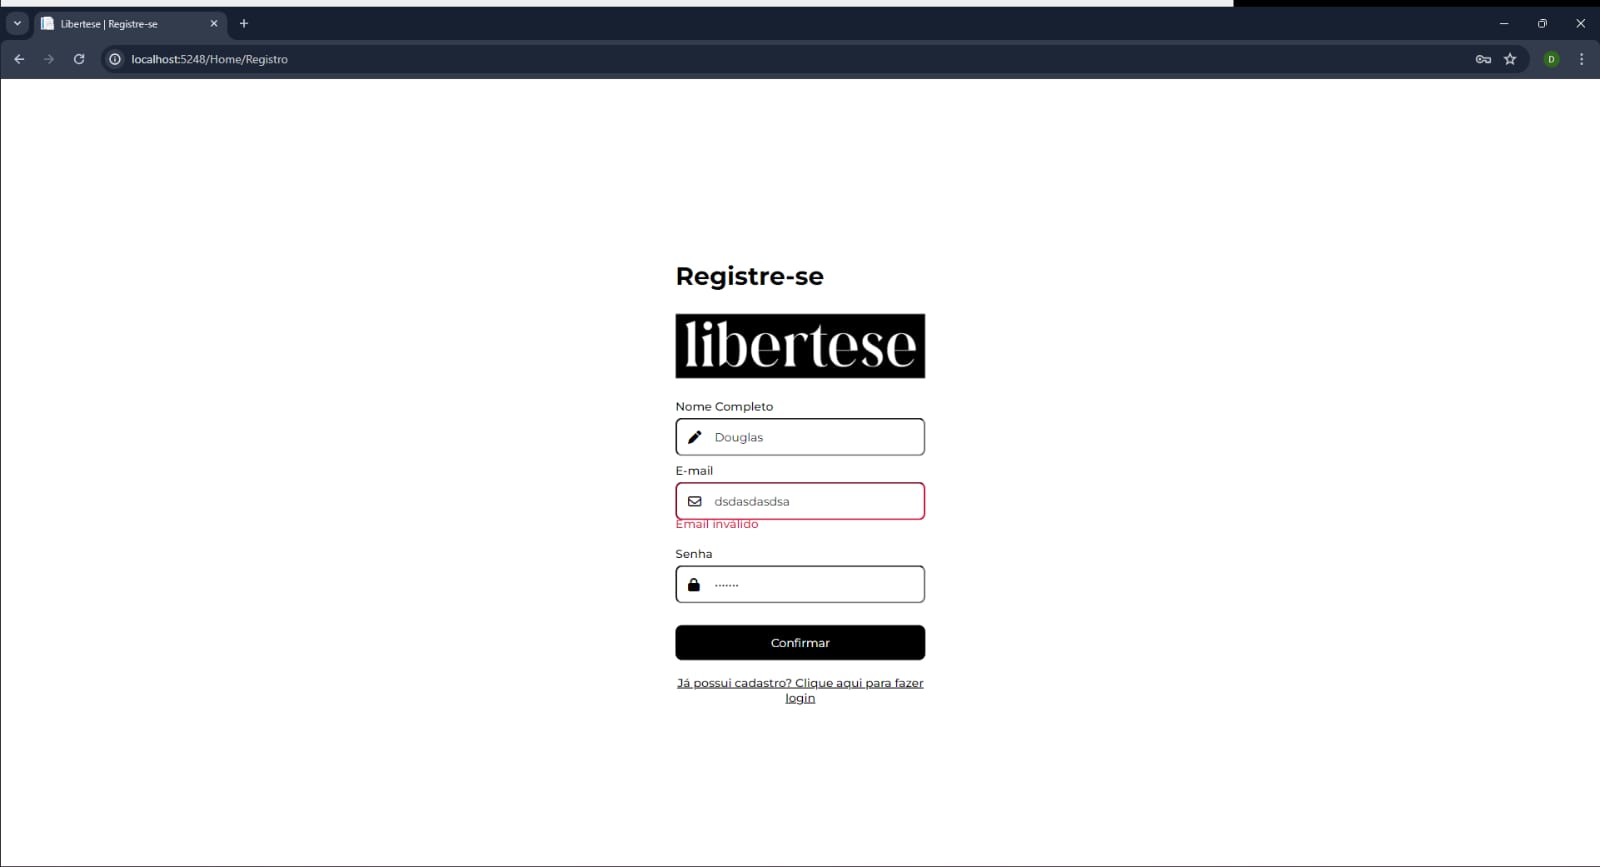 Libertese | Registre-se
localhost:5248/Home/Registro
D
Registre-se
libertese
Nome Completo
Douglas
E-mail
dsdasdasdsa
Email inválido
Senha
·······
Confirmar
Já possui cadastro? Clique aqui para fazer
login